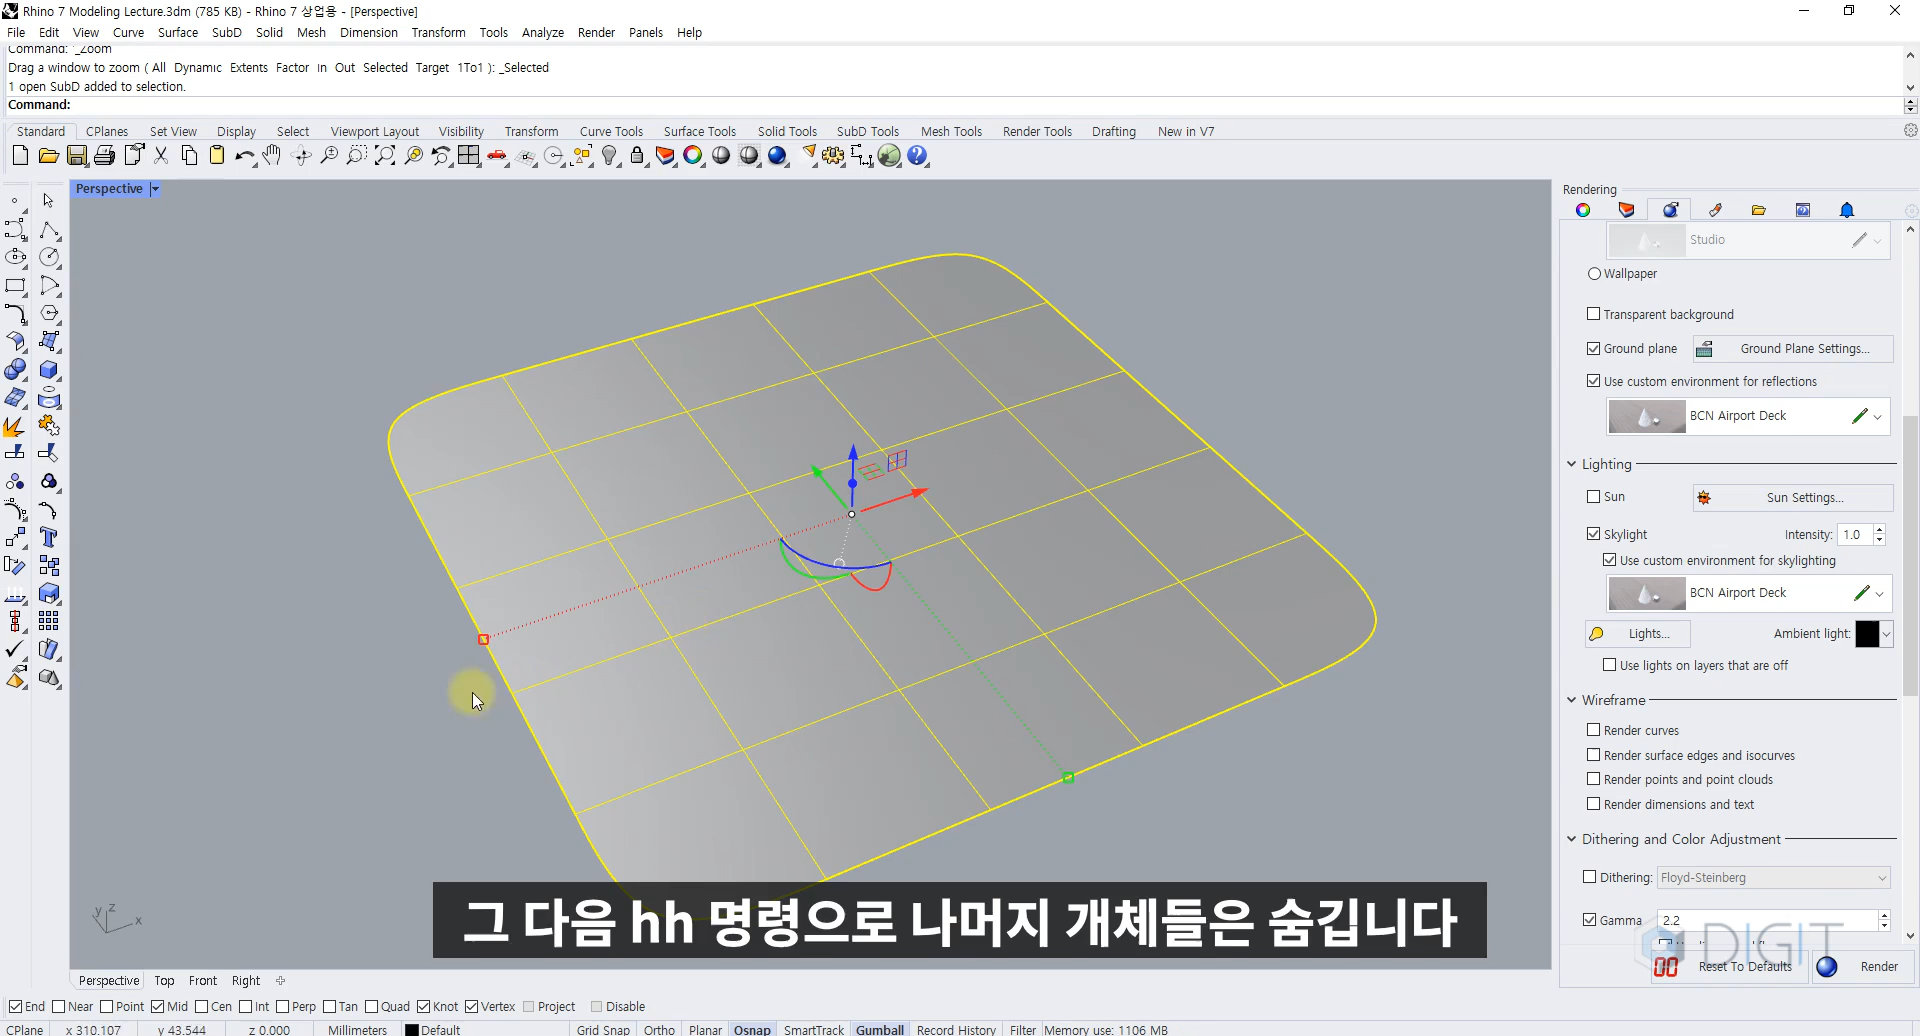 Rhino 7 Modeling Lecture.3dm (785 KB) - Rhino 7 상업용 - [Perspective]
File Edit View Curve Surface SubD Solid Mesh Dimension Transform Tools Analyze Render Panels Help
Command: '_Zoom
Drag a window to zoom ( All Dynamic Extents Factor In Out Selected Target 1To1 ): _Selected
1 open SubD added to selection.
Command:
Standard CPlanes Set View Display Select Viewport Layout Visibility Transform Curve Tools Surface Tools Solid Tools SubD Tools Mesh Tools Render Tools Drafting New in V7
Perspective
Rendering
Studio
Wallpaper
Transparent background
Ground plane Ground Plane Settings...
Use custom environment for reflections
BCN Airport Deck
Lighting
Sun Sun Settings...
Skylight Intensity: 1.0
Use custom environment for skylighting
BCN Airport Deck
Lights... Ambient light:
Use lights on layers that are off
Wireframe
Render curves
Render surface edges and isocurves
Render points and point clouds
Render dimensions and text
Dithering and Color Adjustment
Dithering: Floyd-Steinberg
Gamma 2.2
DIGIT
Reset To Defaults Render
y z x
그 다음 hh 명령으로 나머지 개체들은 숨깁니다
Perspective Top Front Right
End Near Point Mid Cen Int Perp Tan Quad Knot Vertex Project Disable
CPlane x 310.107 y 43.544 z 0.000 Millimeters Default Grid Snap Ortho Planar Osnap SmartTrack Gumball Record History Filter Memory use: 1106 MB